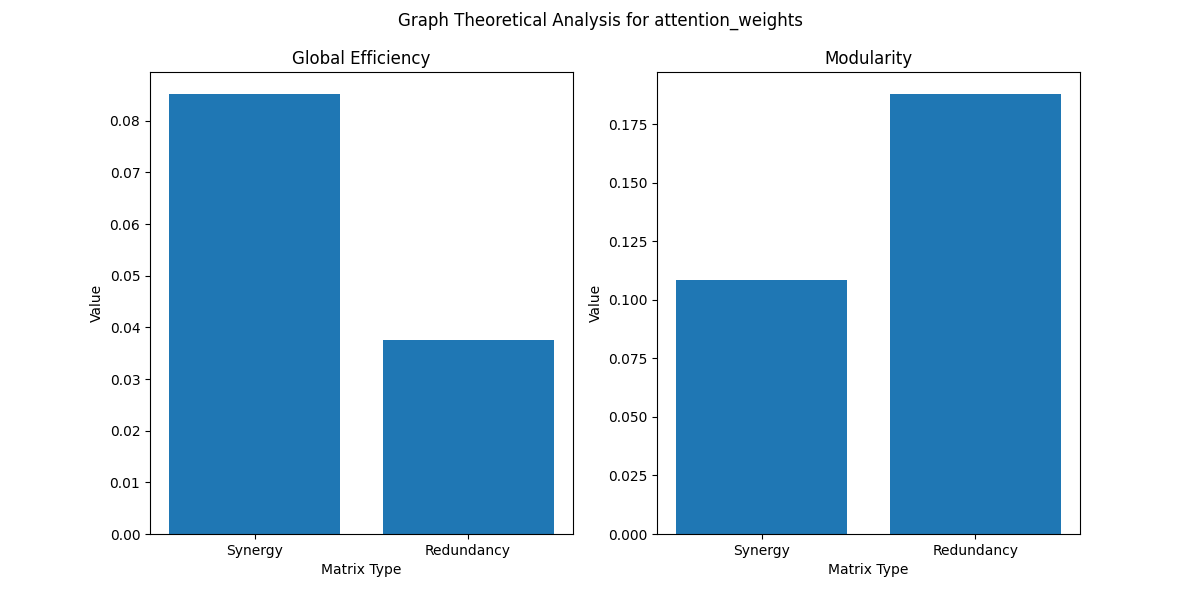 Graph Theoretical Analysis for attention_weights
Global Efficiency
Value
0.08
0.07
0.06
0.05
0.04
0.03
0.02
0.01
0.00
Synergy
Redundancy
Matrix Type
Modularity
Value
0.175
0.150
0.125
0.100
0.075
0.050
0.025
0.000
Synergy
Redundancy
Matrix Type